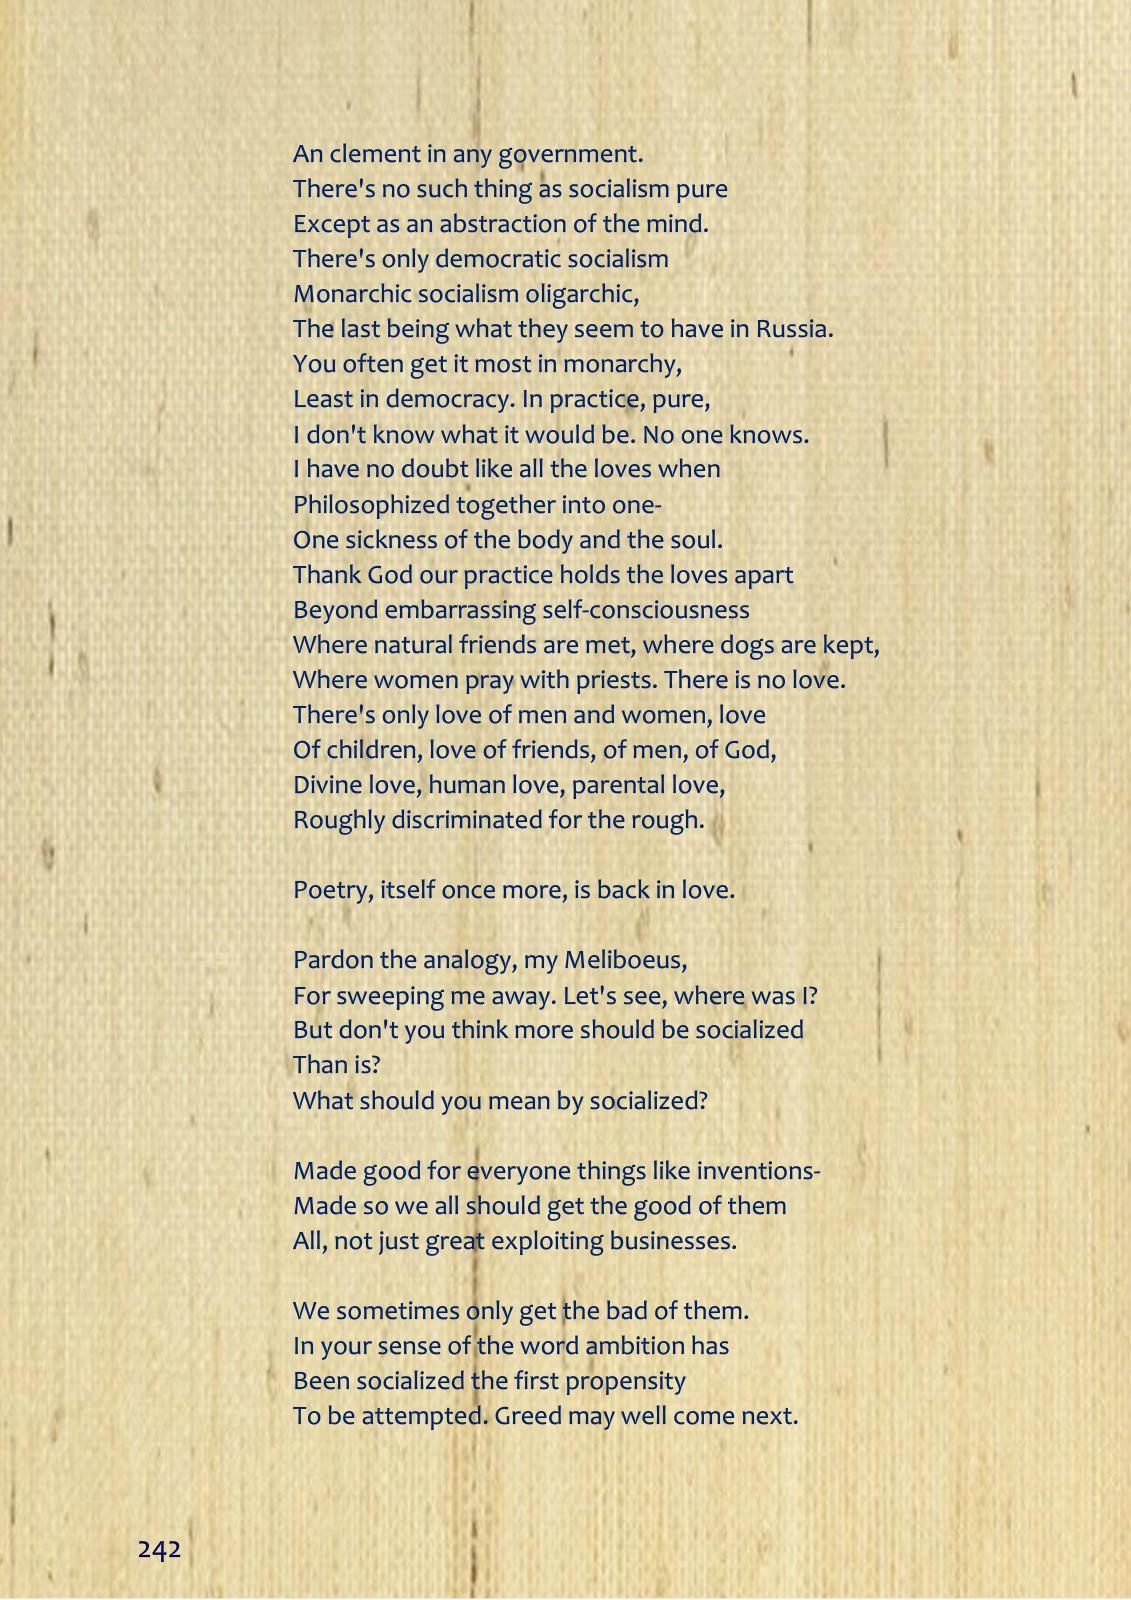 An clement in any government.
There's no such thing as socialism pure
Except as an abstraction of the mind.
There's only democratic socialism
Monarchic socialism oligarchic,
The last being what they seem to have in Russia.
You often get it most in monarchy,
Least in democracy. In practice, pure,
I don't know what it would be. No one knows.
I have no doubt like all the loves when
Philosophized together into one-
One sickness of the body and the soul.
Thank God our practice holds the loves apart
Beyond embarrassing self-consciousness
Where natural friends are met, where dogs are kept,
Where women pray with priests. There is no love.
There's only love of men and women, love
Of children, love of friends, of men, of God,
Divine love, human love, parental love,
Roughly discriminated for the rough.
Poetry, itself once more, is back in love.
Pardon the analogy, my Meliboeus,
For sweeping me away. Let's see, where was I?
But don't you think more should be socialized
Than is?
What should you mean by socialized?
Made good for everyone things like inventions-
Made so we all should get the good of them
All, not just great exploiting businesses.
We sometimes only get the bad of them.
In your sense of the word ambition has
Been socialized the first propensity
To be attempted. Greed may well come next.
242